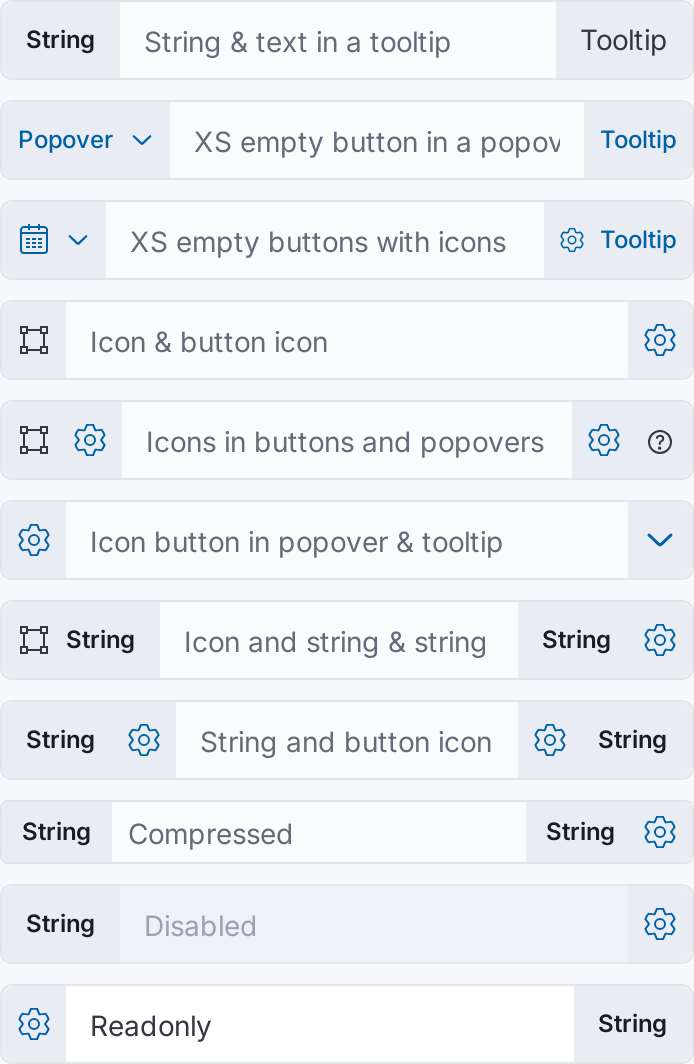 String String & text in a tooltip Tooltip
Popover XS empty button in a popov Tooltip
XS empty buttons with icons Tooltip
Icon & button icon
Icons in buttons and popovers
Icon button in popover & tooltip
String Icon and string & string String
String String and button icon String
String Compressed String
String Disabled
Readonly String